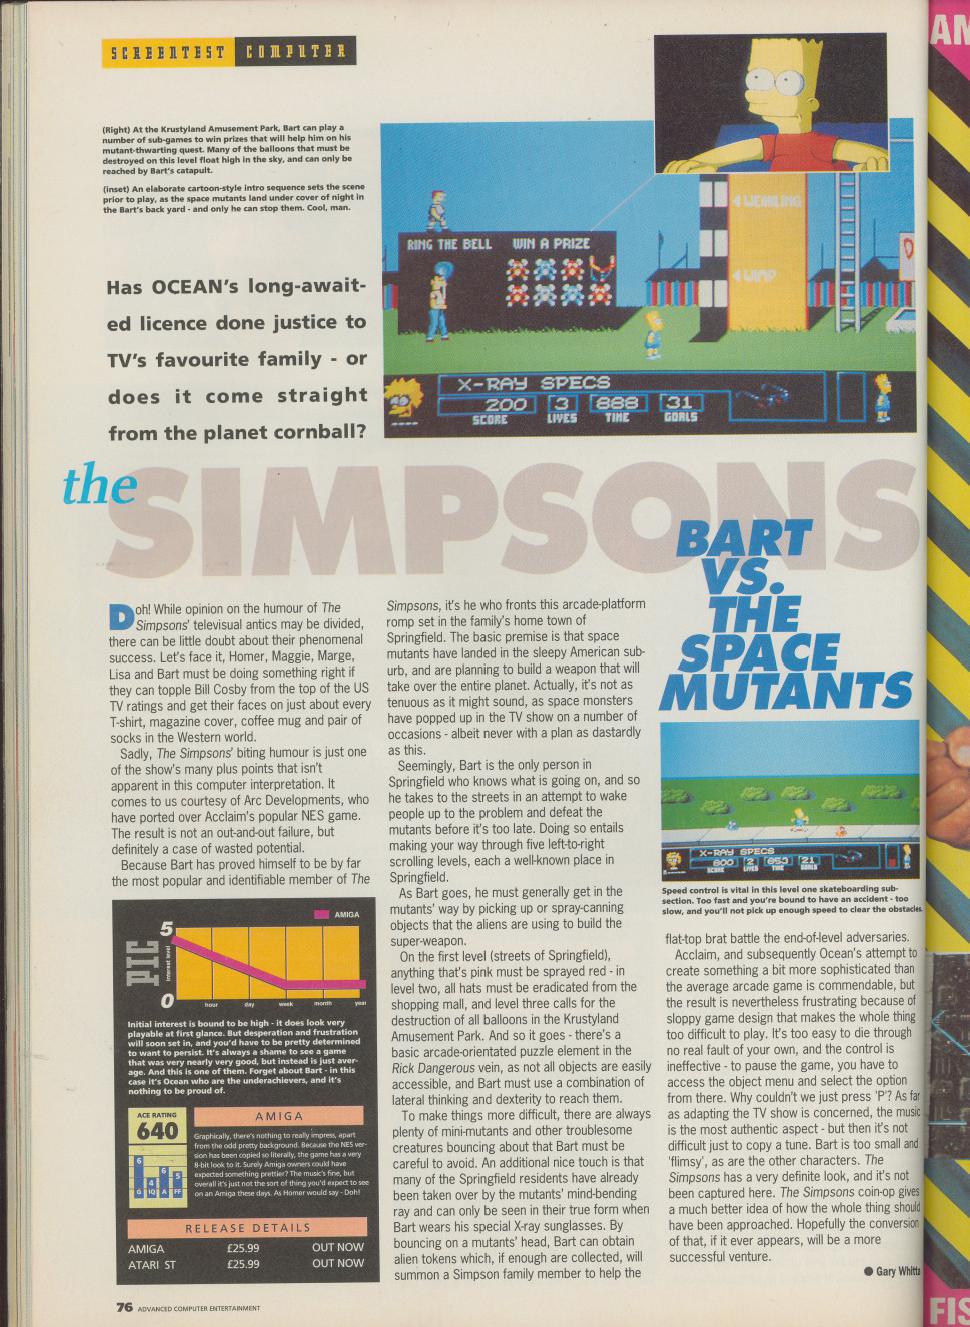 SCREENTEST COMPUTER
(Right) At the Krustyland Amusement Park, Bart can play a
number of sub-games to win prizes that will help him on his
mutant-thwarting quest. Many of the balloons that must be
destroyed on this level float high in the sky, and can only be
reached by Bart's catapult.
(inset) An elaborate cartoon-style intro sequence sets the scene
prior to play, as the space mutants land under cover of night in
the Bart's back yard - and only he can stop them. Cool, man.
Has OCEAN's long-await-
ed licence done justice to
TV's favourite family - or
does it come straight
from the planet cornball?
RING THE BELL WIN A PRIZE
WEAKLING
WIMP
X-RAY SPECS
200 3 888 31
SCORE LIVES TIME GOALS
the
SIMPSONS
BART
VS.
THE
SPACE
MUTANTS
Doh! While opinion on the humour of The
Simpsons' televisual antics may be divided,
there can be little doubt about their phenomenal
success. Let's face it, Homer, Maggie, Marge,
Lisa and Bart must be doing something right if
they can topple Bill Cosby from the top of the US
TV ratings and get their faces on just about every
T-shirt, magazine cover, coffee mug and pair of
socks in the Western world.
Sadly, The Simpsons' biting humour is just one
of the show's many plus points that isn't
apparent in this computer interpretation. It
comes to us courtesy of Arc Developments, who
have ported over Acclaim's popular NES game.
The result is not an out-and-out failure, but
definitely a case of wasted potential.
Because Bart has proved himself to be by far
the most popular and identifiable member of The
Simpsons, it's he who fronts this arcade-platform
romp set in the family's home town of
Springfield. The basic premise is that space
mutants have landed in the sleepy American sub-
urb, and are planning to build a weapon that will
take over the entire planet. Actually, it's not as
tenuous as it might sound, as space monsters
have popped up in the TV show on a number of
occasions - albeit never with a plan as dastardly
as this.
Seemingly, Bart is the only person in
Springfield who knows what is going on, and so
he takes to the streets in an attempt to wake
people up to the problem and defeat the
mutants before it's too late. Doing so entails
making your way through five left-to-right
scrolling levels, each a well-known place in
Springfield.
As Bart goes, he must generally get in the
mutants' way by picking up or spray-canning
objects that the aliens are using to build the
super-weapon.
On the first level (streets of Springfield),
anything that's pink must be sprayed red - in
level two, all hats must be eradicated from the
shopping mall, and level three calls for the
destruction of all balloons in the Krustyland
Amusement Park. And so it goes - there's a
basic arcade-orientated puzzle element in the
Rick Dangerous vein, as not all objects are easily
accessible, and Bart must use a combination of
lateral thinking and dexterity to reach them.
To make things more difficult, there are always
plenty of mini-mutants and other troublesome
creatures bouncing about that Bart must be
careful to avoid. An additional nice touch is that
many of the Springfield residents have already
been taken over by the mutants' mind-bending
ray and can only be seen in their true form when
Bart wears his special X-ray sunglasses. By
bouncing on a mutants' head, Bart can obtain
alien tokens which, if enough are collected, will
summon a Simpson family member to help the
X-RAY SPECS
800 2 853 21
SCORE LIVES TIME GOALS
Speed control is vital in this level one skateboarding sub-
section. Too fast and you're bound to have an accident - too
slow, and you'll not pick up enough speed to clear the obstacles.
flat-top brat battle the end-of-level adversaries.
Acclaim, and subsequently Ocean's attempt to
create something a bit more sophisticated than
the average arcade game is commendable, but
the result is nevertheless frustrating because of
sloppy game design that makes the whole thing
too difficult to play. It's too easy to die through
no real fault of your own, and the control is
ineffective - to pause the game, you have to
access the object menu and select the option
from there. Why couldn't we just press 'P'? As far
as adapting the TV show is concerned, the music
is the most authentic aspect - but then it's not
difficult just to copy a tune. Bart is too small and
'flimsy', as are the other characters. The
Simpsons has a very definite look, and it's not
been captured here. The Simpsons coin-op gives
a much better idea of how the whole thing should
have been approached. Hopefully the conversion
of that, if it ever appears, will be a more
successful venture.
● Gary Whitta
AMIGA
PIC
5
interest level
0
hour day week month year
Initial interest is bound to be high - it does look very
playable at first glance. But desperation and frustration
will soon set in, and you'd have to be pretty determined
to want to persist. It's always a shame to see a game
that was very nearly very good, but instead is just aver-
age. And this is one of them. Forget about Bart - in this
case it's Ocean who are the underachievers, and it's
nothing to be proud of.
ACE RATING
640
6 4 6 5
G IQ A FF
AMIGA
Graphically, there's nothing to really impress, apart
from the odd pretty background. Because the NES ver-
sion has been copied so literally, the game has a very
8-bit look to it. Surely Amiga owners could have
expected something prettier? The music's fine, but
overall it's just not the sort of thing you'd expect to see
on an Amiga these days. As Homer would say - Doh!
RELEASE DETAILS
AMIGA £25.99 OUT NOW
ATARI ST £25.99 OUT NOW
76 ADVANCED COMPUTER ENTERTAINMENT
AM
FIS